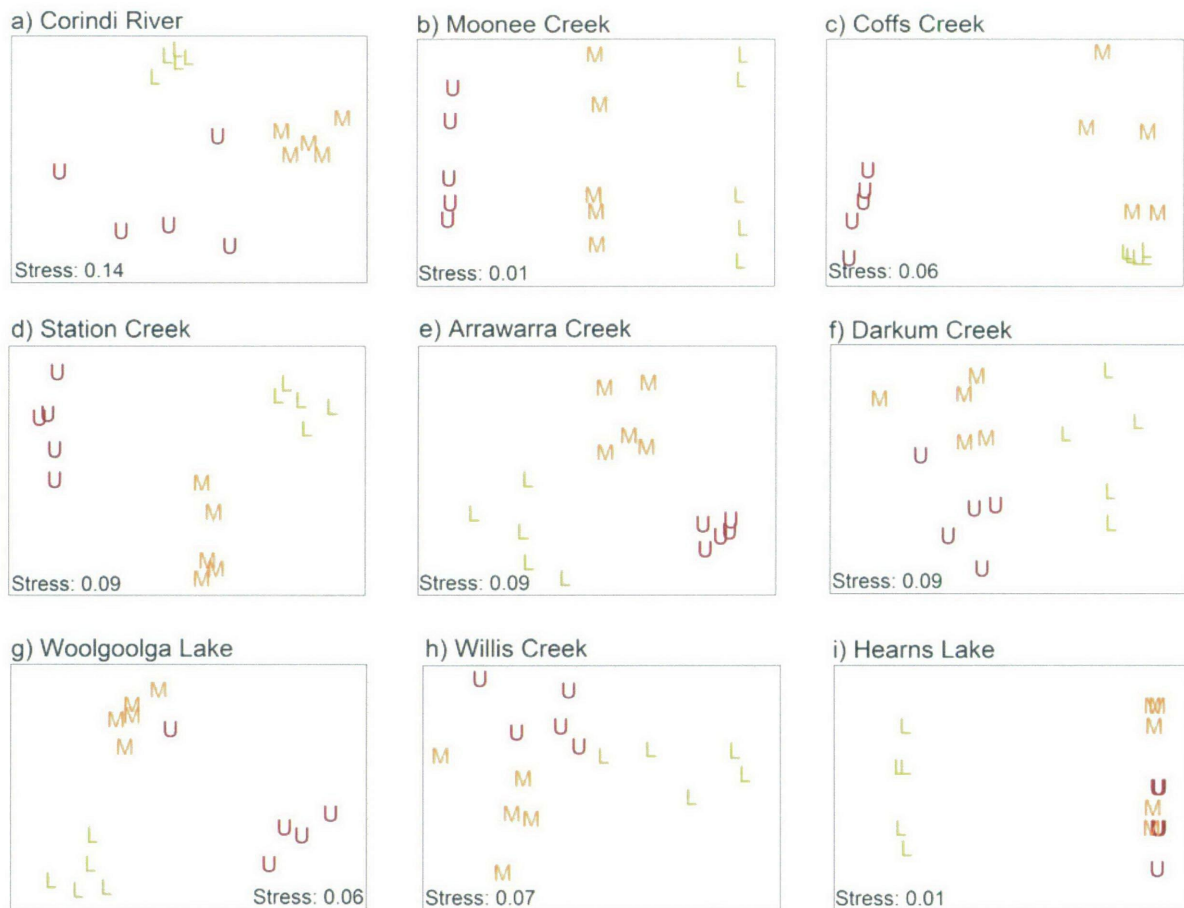 a) Corindi River
L L L L L
M M M M M
U U U U U
Stress: 0.14
b) Moonee Creek
U U U U U
M M M M M
L L L L L
Stress: 0.01
c) Coffs Creek
M M M M M
U U U U U
L L L L L
Stress: 0.06
d) Station Creek
U U U U U
L L L L L
M M M M M
Stress: 0.09
e) Arrawarra Creek
M M M M M
L L L L L
U U U U U
Stress: 0.09
f) Darkum Creek
M M M M M
L L L L L
U U U U U
Stress: 0.09
g) Woolgoolga Lake
M M M M M
U U U U U
L L L L L
Stress: 0.06
h) Willis Creek
U U U U U
L L L L L
M M M M M
Stress: 0.07
i) Hearns Lake
L L L L L
M M M M M
U U U
Stress: 0.01